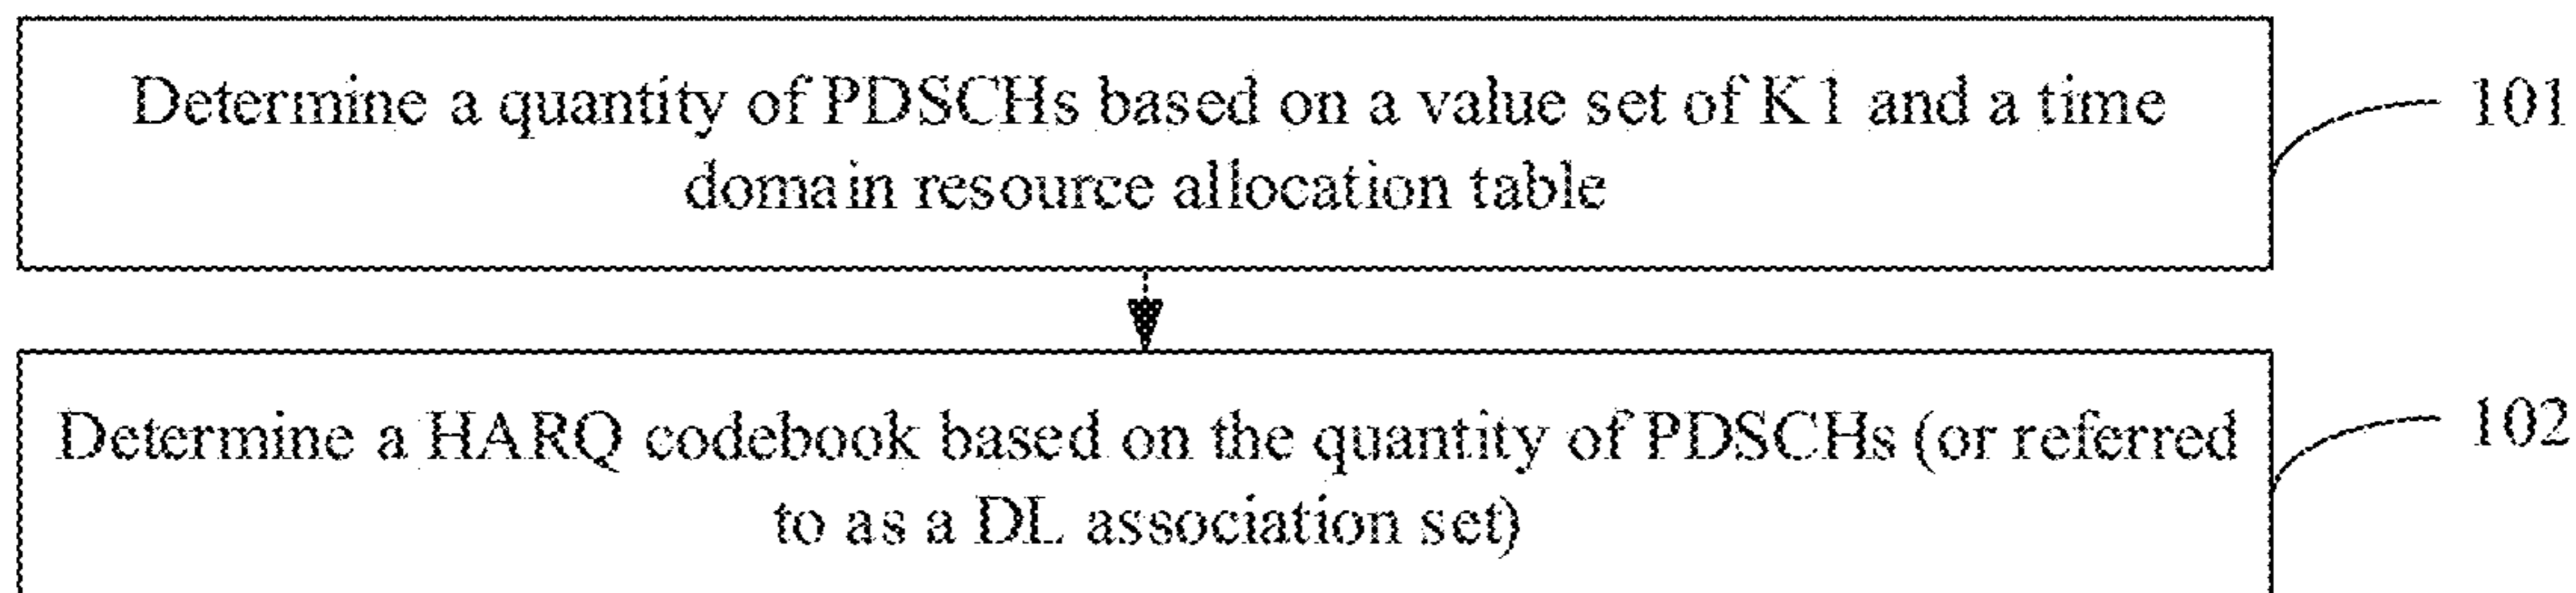 Determine a quantity of PDSCHs based on a value set of K1 and a time
101
domain resource allocation table
Determine a HARQ codebook based on the quantity of PDSCHs (or referred
102
to as a DL association set)